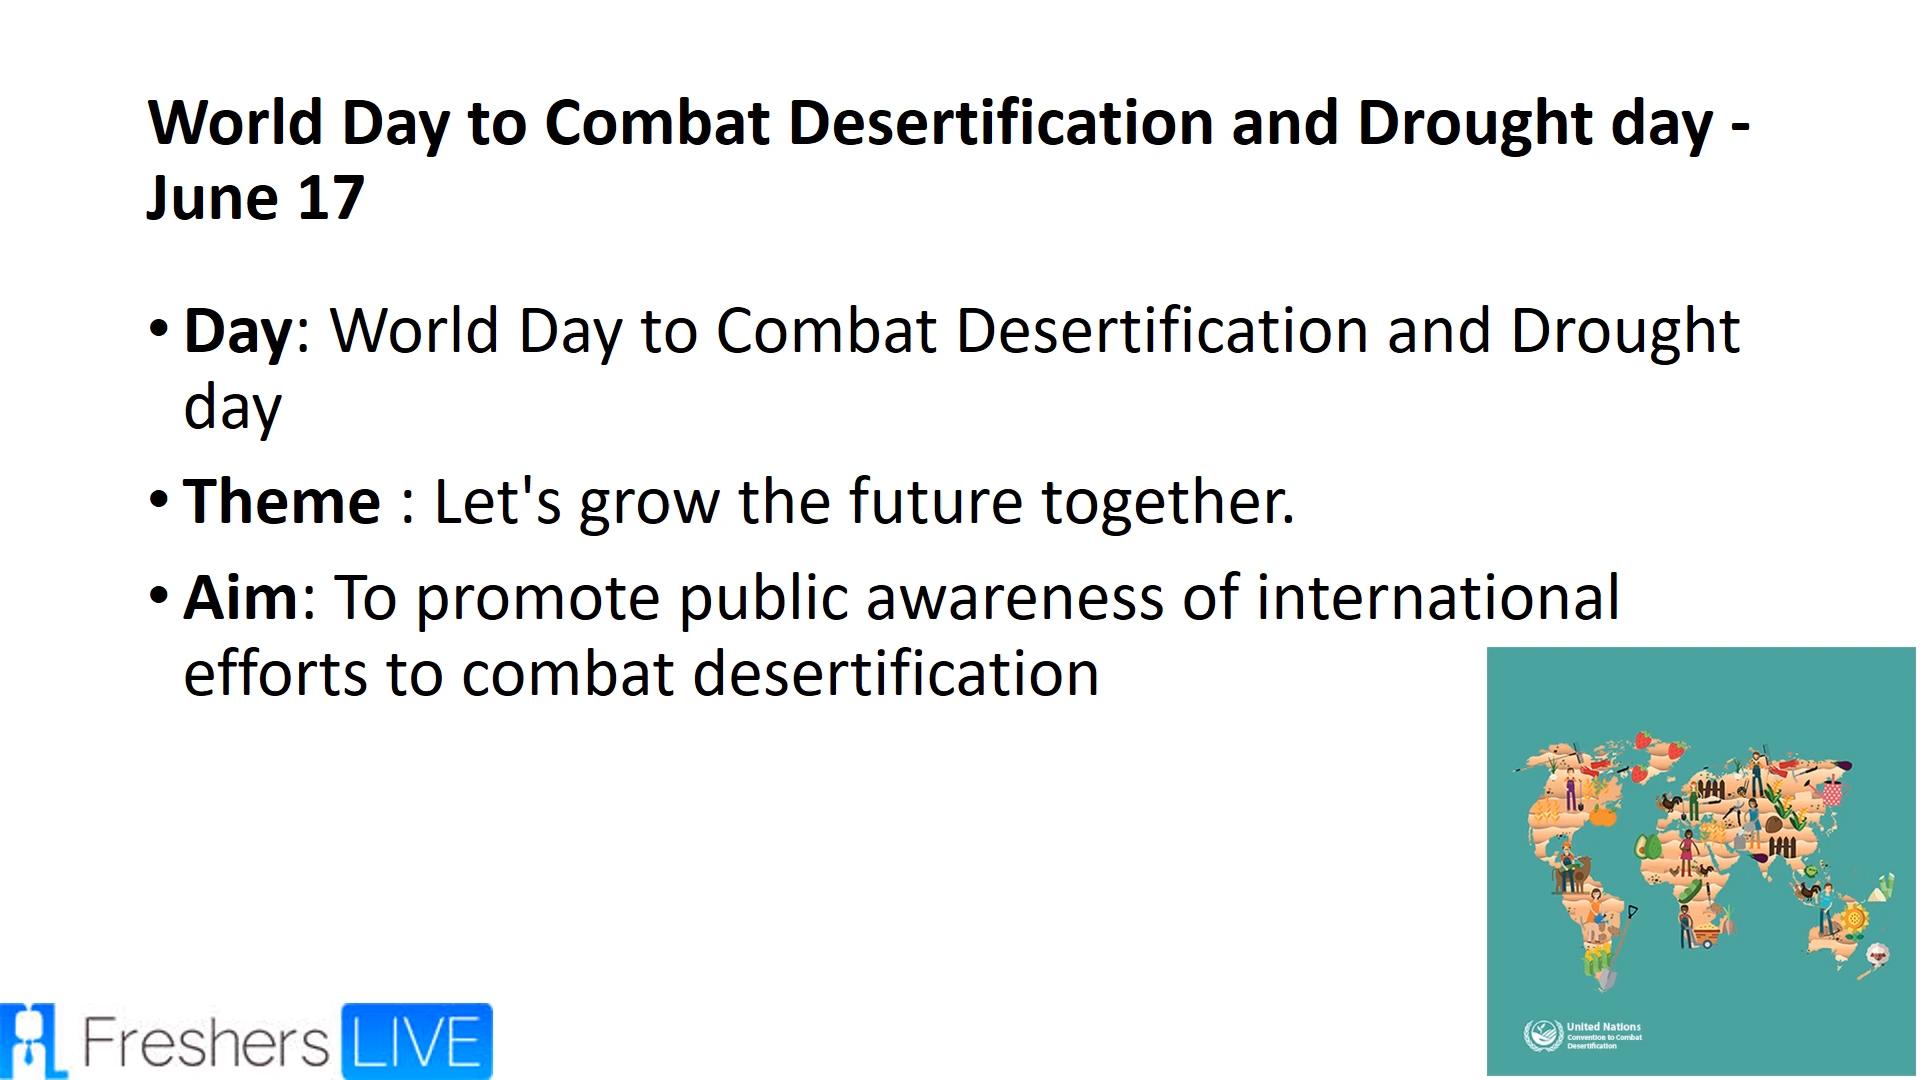 World Day to Combat Desertification and Drought day -
June 17
• Day: World Day to Combat Desertification and Drought
day
• Theme : Let's grow the future together.
• Aim: To promote public awareness of international
efforts to combat desertification
United Nations
Convention to Combat
Desertification
Freshers LIVE